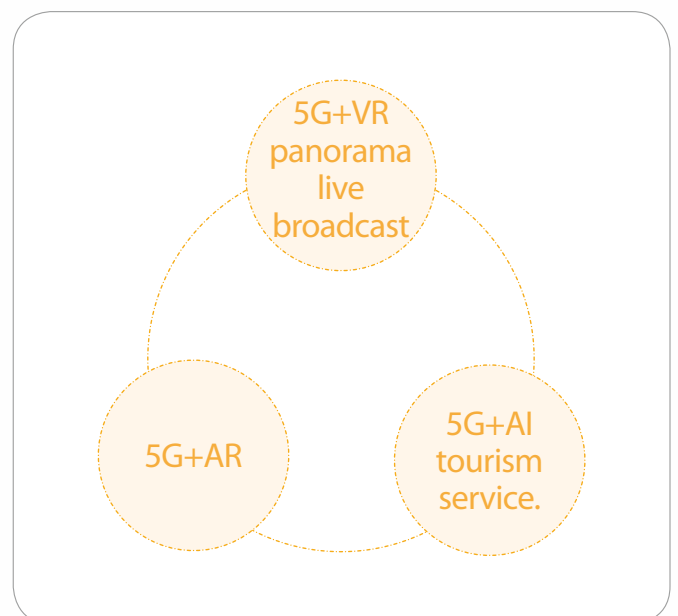 5G+VR
panorama
live
broadcast
5G+AR
5G+AI
tourism
service.